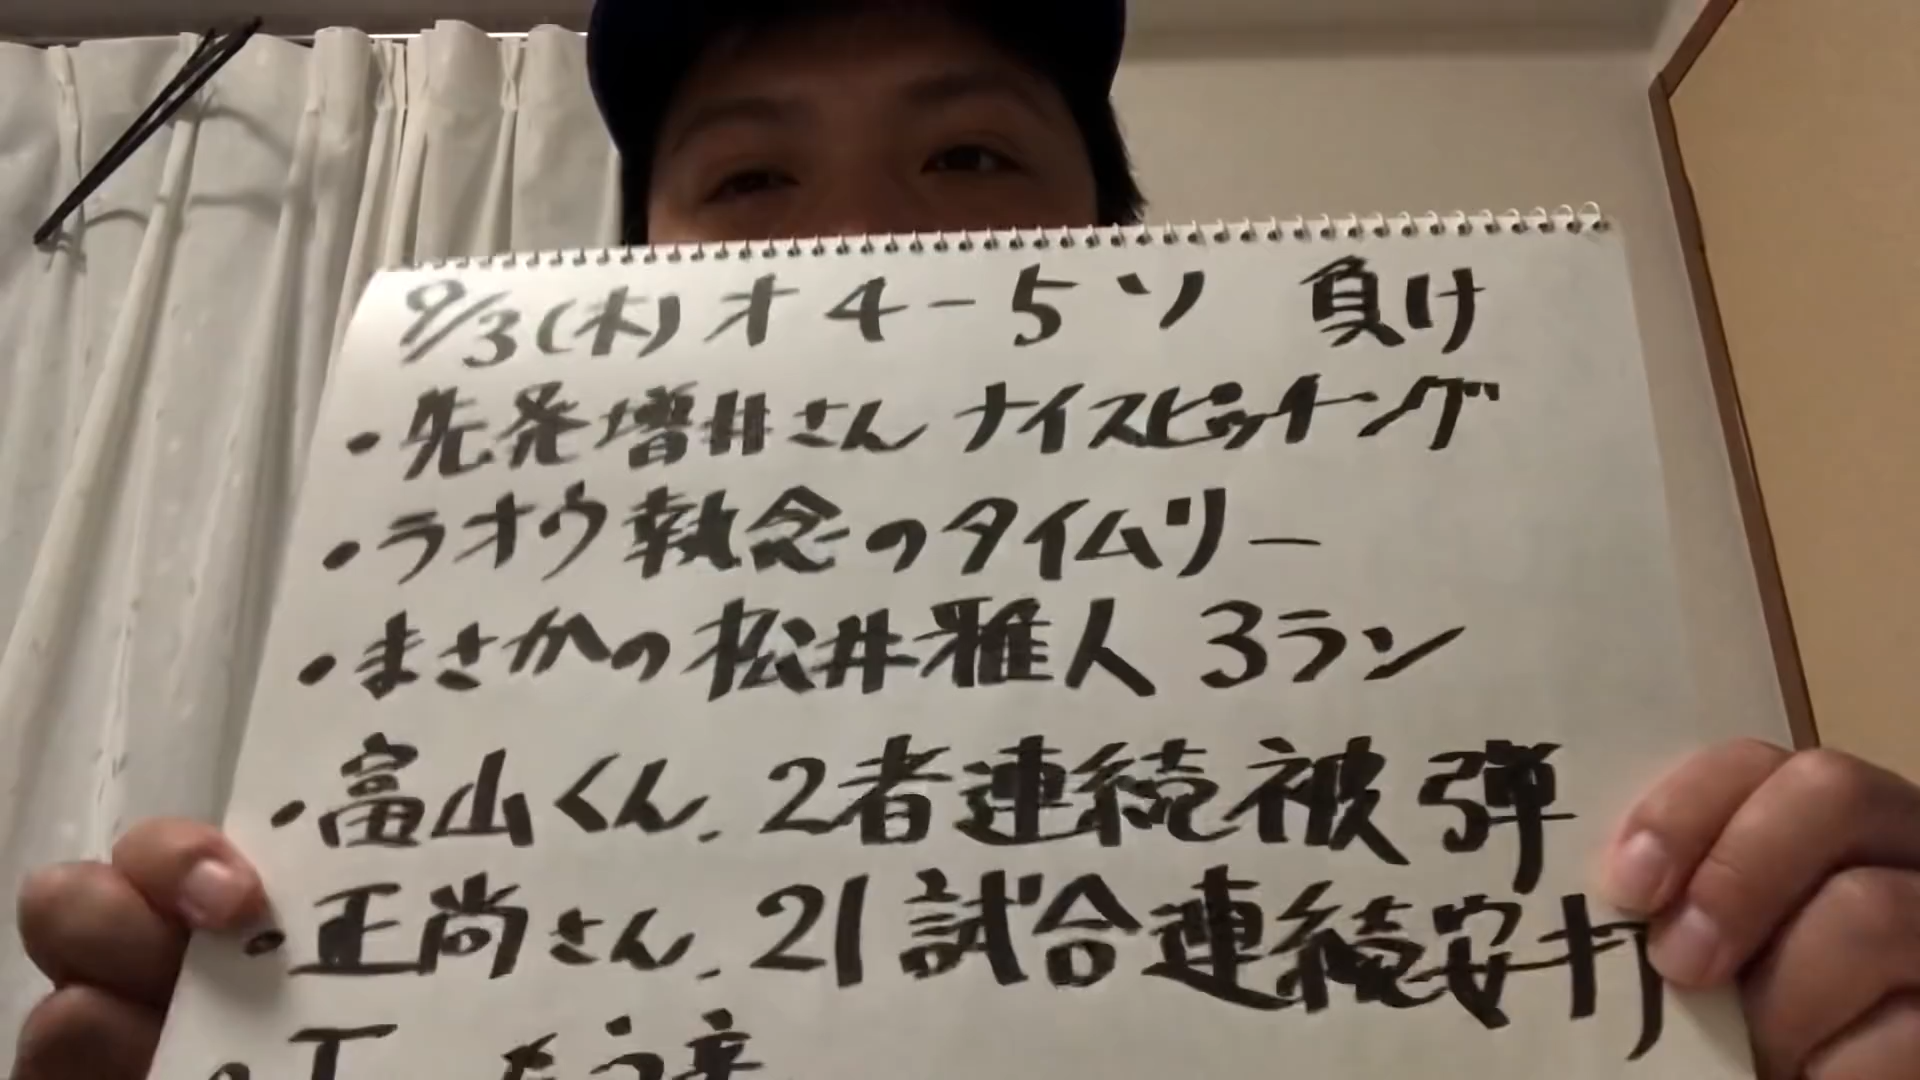 9/3(木)オ4-5ソ 負け
・先発増井さんナイスピッチング
・ラオウ執念のタイムリー
・まさかの松井雅人3ラン
・富山くん、2者連続被弾
・正尚さん、21試合連続安打